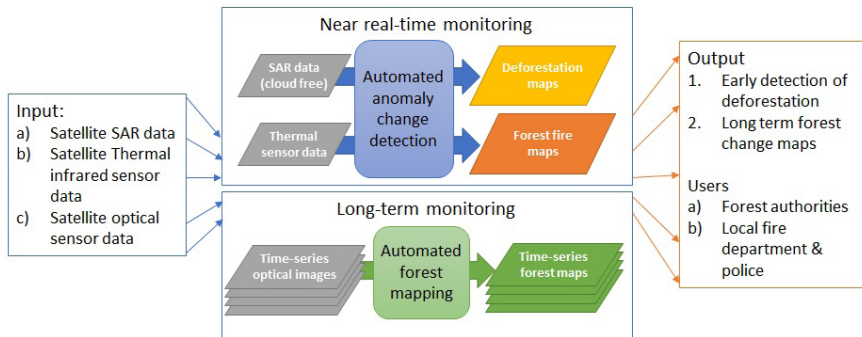 Near real-time monitoring
SAR data
(cloud free)
Automated
anomaly
change
detection
Deforestation
maps
Thermal
sensor data
Forest fire
maps
Input:
a) Satellite SAR data
b) Satellite Thermal
infrared sensor
data
c) Satellite optical
sensor data
Long-term monitoring
Time-series
optical images
Automated
forest
mapping
Time-series
forest maps
Output
1. Early detection of
deforestation
2. Long term forest
change maps
Users
a) Forest authorities
b) Local fire
department &
police